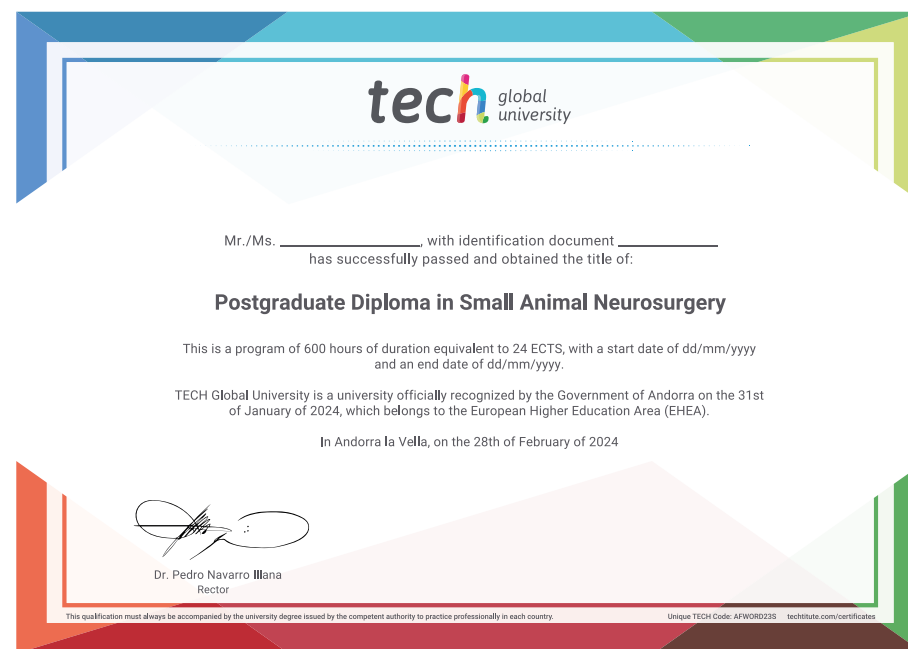 tech global
university
Mr./Ms. ____________________, with identification document ______________
has successfully passed and obtained the title of:
Postgraduate Diploma in Small Animal Neurosurgery
This is a program of 600 hours of duration equivalent to 24 ECTS, with a start date of dd/mm/yyyy
and an end date of dd/mm/yyyy.
TECH Global University is a university officially recognized by the Government of Andorra on the 31st
of January of 2024, which belongs to the European Higher Education Area (EHEA).
In Andorra la Vella, on the 28th of February of 2024
Dr. Pedro Navarro Illana
Rector
This qualification must always be accompanied by the university degree issued by the competent authority to practice professionally in each country.
Unique TECH Code: AFWORD23S techtitute.com/certificates